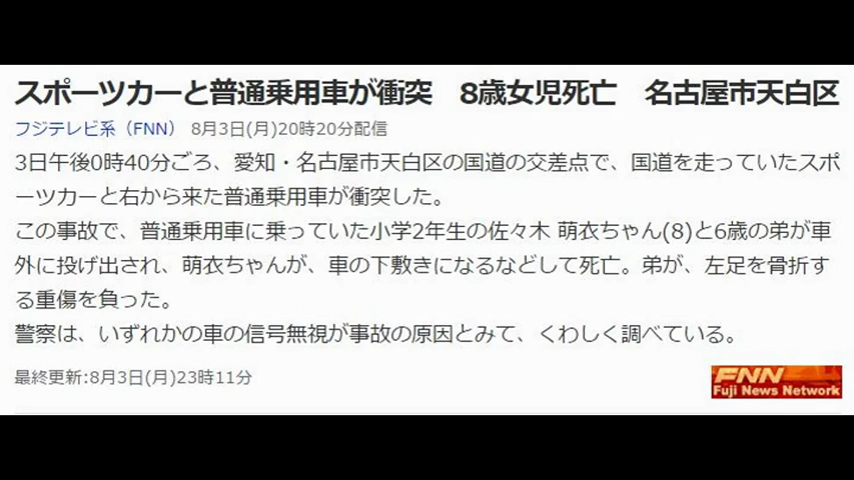 スポーツカーと普通乗用車が衝突　8歳女児死亡　名古屋市天白区
フジテレビ系（FNN） 8月3日(月)20時20分配信
3日午後0時40分ごろ、愛知・名古屋市天白区の国道の交差点で、国道を走っていたスポ
ーツカーと右から来た普通乗用車が衝突した。
この事故で、普通乗用車に乗っていた小学2年生の佐々木 萌衣ちゃん(8)と6歳の弟が車
外に投げ出され、萌衣ちゃんが、車の下敷きになるなどして死亡。弟が、左足を骨折す
る重傷を負った。
警察は、いずれかの車の信号無視が事故の原因とみて、くわしく調べている。
最終更新:8月3日(月)23時11分
FNN
Fuji News Network